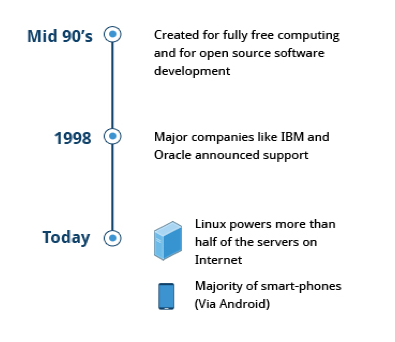 Mid 90's
Created for fully free computing
and for open source software
development
1998
Major companies like IBM and
Oracle announced support
Today
Linux powers more than
half of the servers on
Internet
Majority of smart-phones
(Via Android)